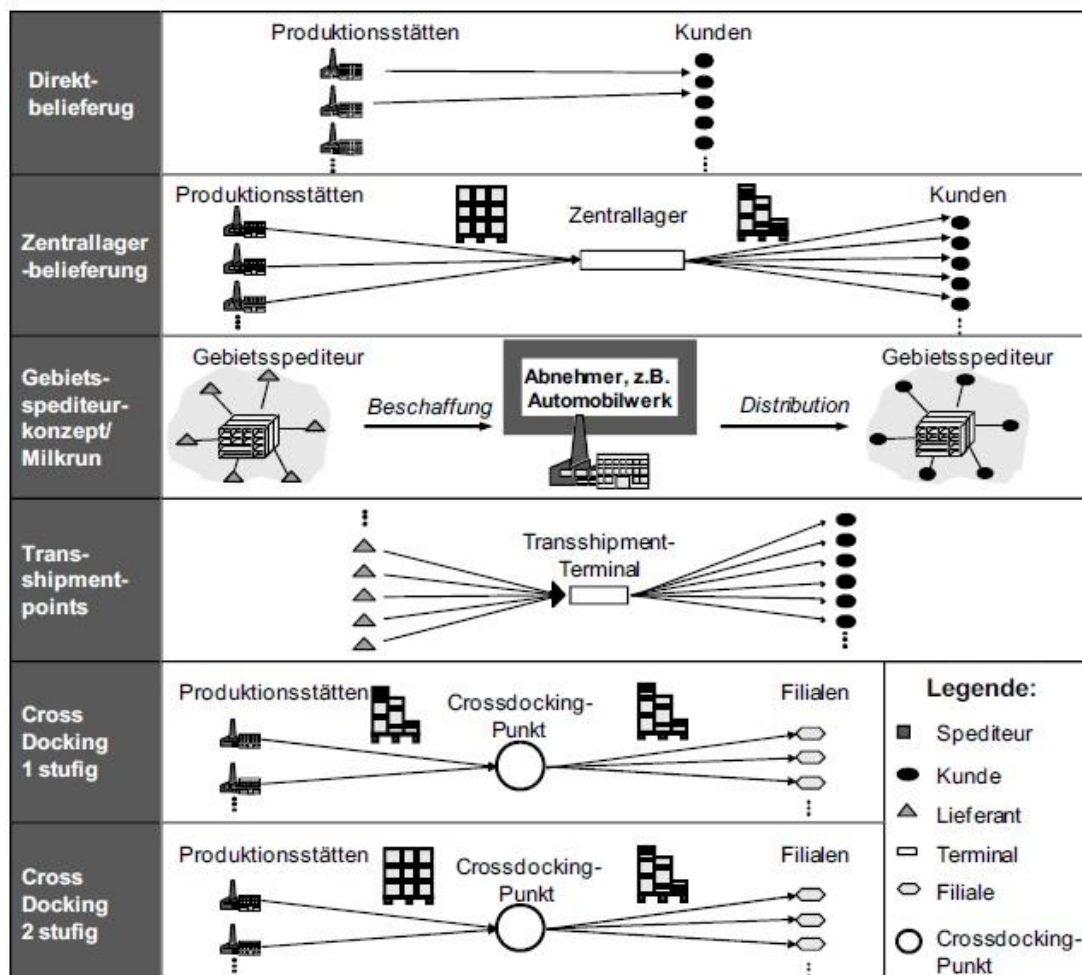 Direkt-
belieferug
Produktionsstätten
Kunden
Zentrallager
-belieferung
Produktionsstätten
Zentrallager
Kunden
Gebiets-
spediteur-
konzept/
Milkrun
Gebietsspediteur
Beschaffung
Abnehmer, z.B.
Automobilwerk
Distribution
Gebietsspediteur
Trans-
shipment-
points
Transshipment-
Terminal
Cross
Docking
1 stufig
Produktionsstätten
Crossdocking-
Punkt
Filialen
Cross
Docking
2 stufig
Produktionsstätten
Crossdocking-
Punkt
Filialen
Legende:
Spediteur
Kunde
Lieferant
Terminal
Filiale
Crossdocking-
Punkt